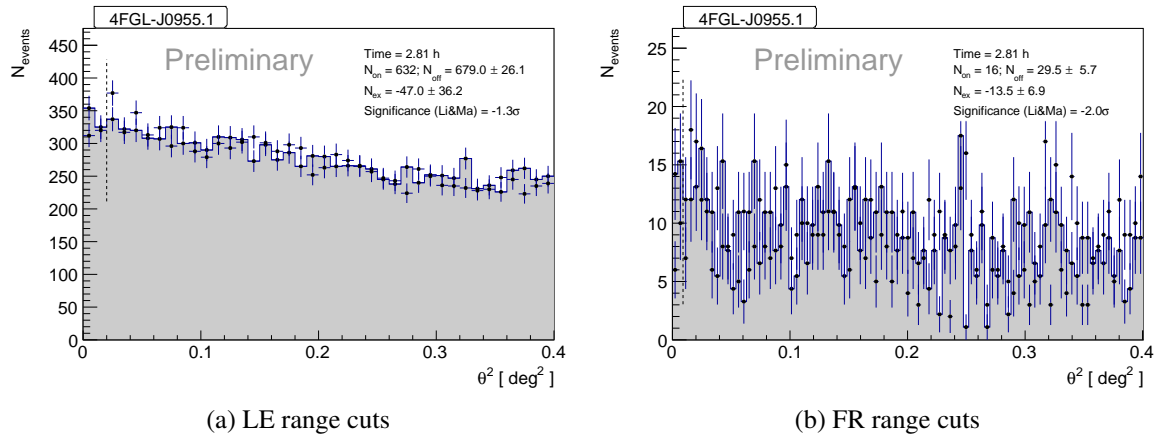 4FGL-J0955.1
Preliminary
Time = 2.81 h
N_on = 632; N_off = 679.0 ± 26.1
N_ex = -47.0 ± 36.2
Significance (Li&Ma) = -1.3σ
N_events
450
400
350
300
250
200
150
100
50
0
0 0.1 0.2 0.3 0.4
θ² [ deg² ]
(a) LE range cuts
4FGL-J0955.1
Preliminary
Time = 2.81 h
N_on = 16; N_off = 29.5 ± 5.7
N_ex = -13.5 ± 6.9
Significance (Li&Ma) = -2.0σ
N_events
25
20
15
10
5
0
0 0.1 0.2 0.3 0.4
θ² [ deg² ]
(b) FR range cuts